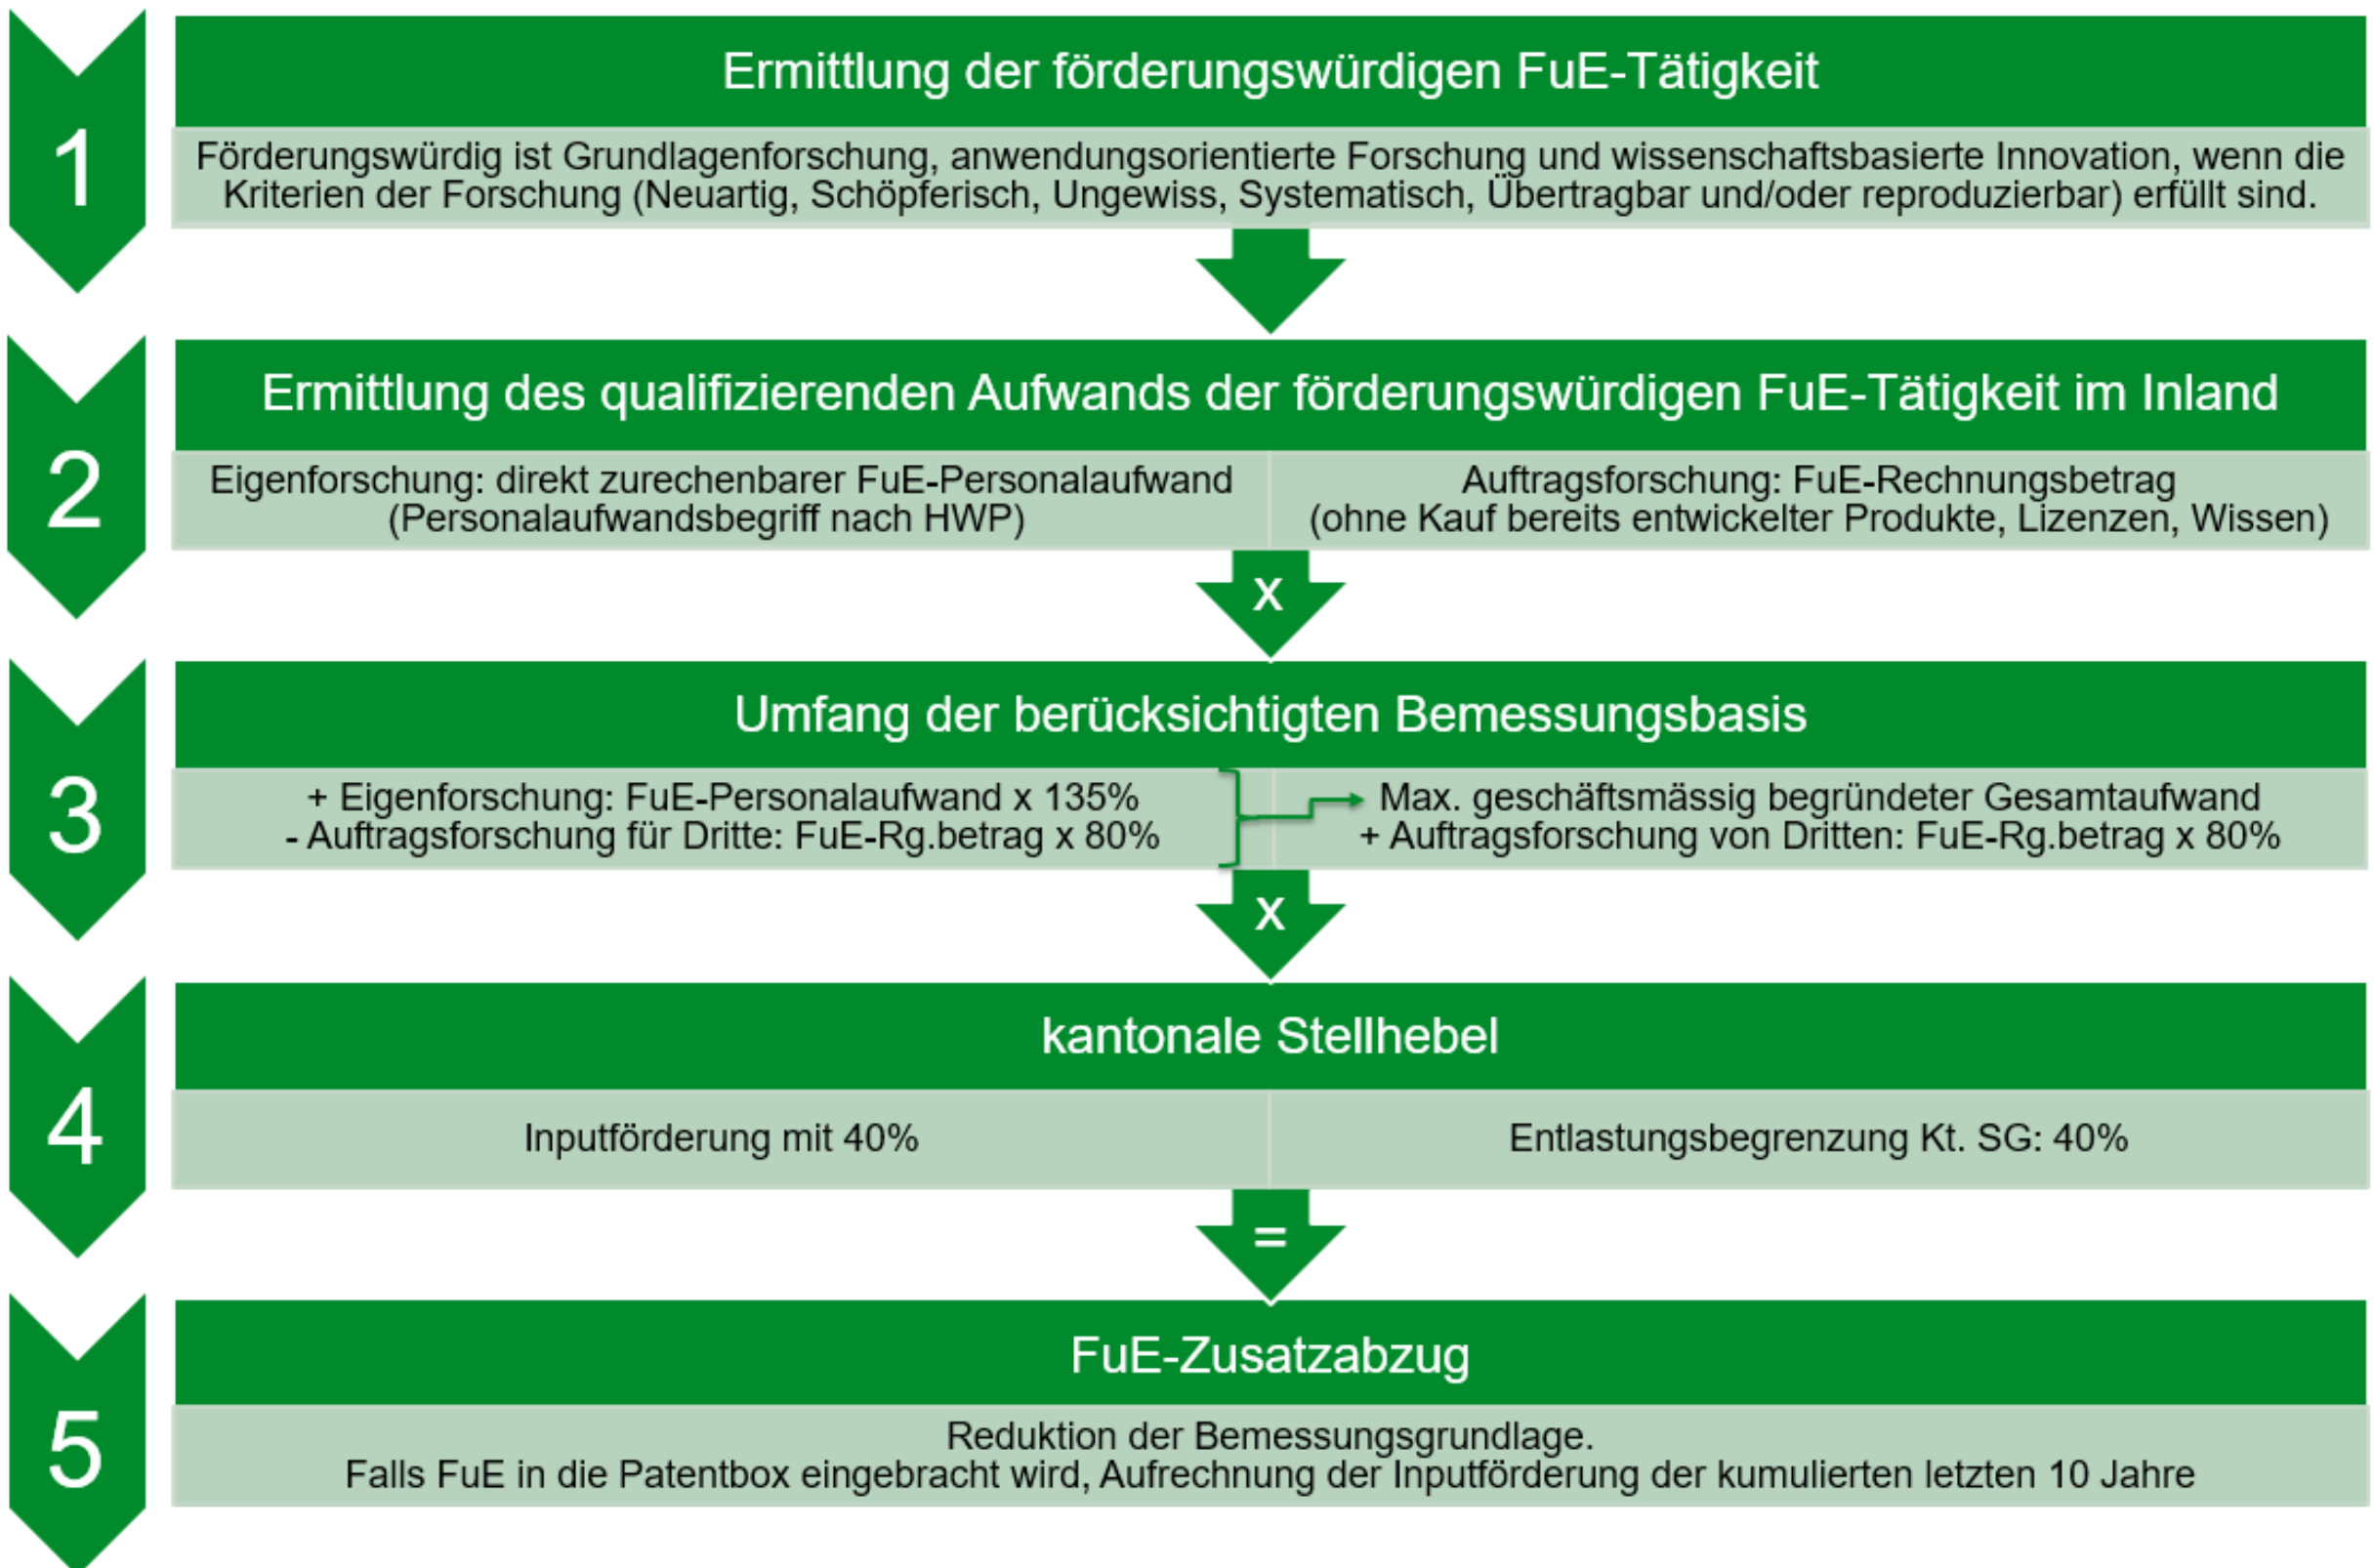 1
Ermittlung der förderungswürdigen FuE-Tätigkeit
Förderungswürdig ist Grundlagenforschung, anwendungsorientierte Forschung und wissenschaftsbasierte Innovation, wenn die
Kriterien der Forschung (Neuartig, Schöpferisch, Ungewiss, Systematisch, Übertragbar und/oder reproduzierbar) erfüllt sind.
2
Ermittlung des qualifizierenden Aufwands der förderungswürdigen FuE-Tätigkeit im Inland
Eigenforschung: direkt zurechenbarer FuE-Personalaufwand
(Personalaufwandsbegriff nach HWP)
Auftragsforschung: FuE-Rechnungsbetrag
(ohne Kauf bereits entwickelter Produkte, Lizenzen, Wissen)
x
3
Umfang der berücksichtigten Bemessungsbasis
+ Eigenforschung: FuE-Personalaufwand x 135%
- Auftragsforschung für Dritte: FuE-Rg.betrag x 80%
Max. geschäftsmässig begründeter Gesamtaufwand
+ Auftragsforschung von Dritten: FuE-Rg.betrag x 80%
x
4
kantonale Stellhebel
Inputförderung mit 40%
Entlastungsbegrenzung Kt. SG: 40%
=
5
FuE-Zusatzabzug
Reduktion der Bemessungsgrundlage.
Falls FuE in die Patentbox eingebracht wird, Aufrechnung der Inputförderung der kumulierten letzten 10 Jahre